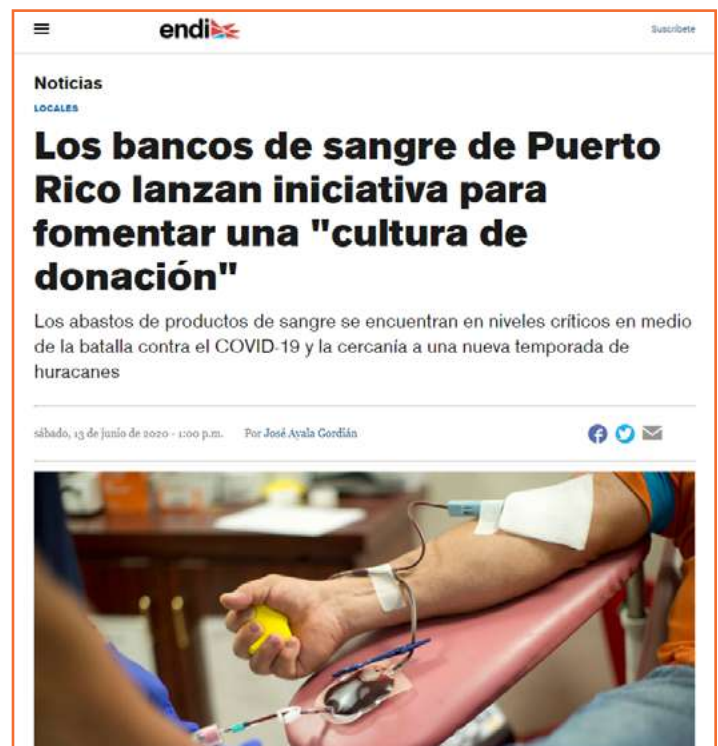 endi
Suscríbete
Noticias
LOCALES
Los bancos de sangre de Puerto
Rico lanzan iniciativa para
fomentar una "cultura de
donación"
Los abastos de productos de sangre se encuentran en niveles críticos en medio
de la batalla contra el COVID-19 y la cercanía a una nueva temporada de
huracanes
sábado, 13 de junio de 2020 - 1:00 p.m. Por José Ayala Gordián